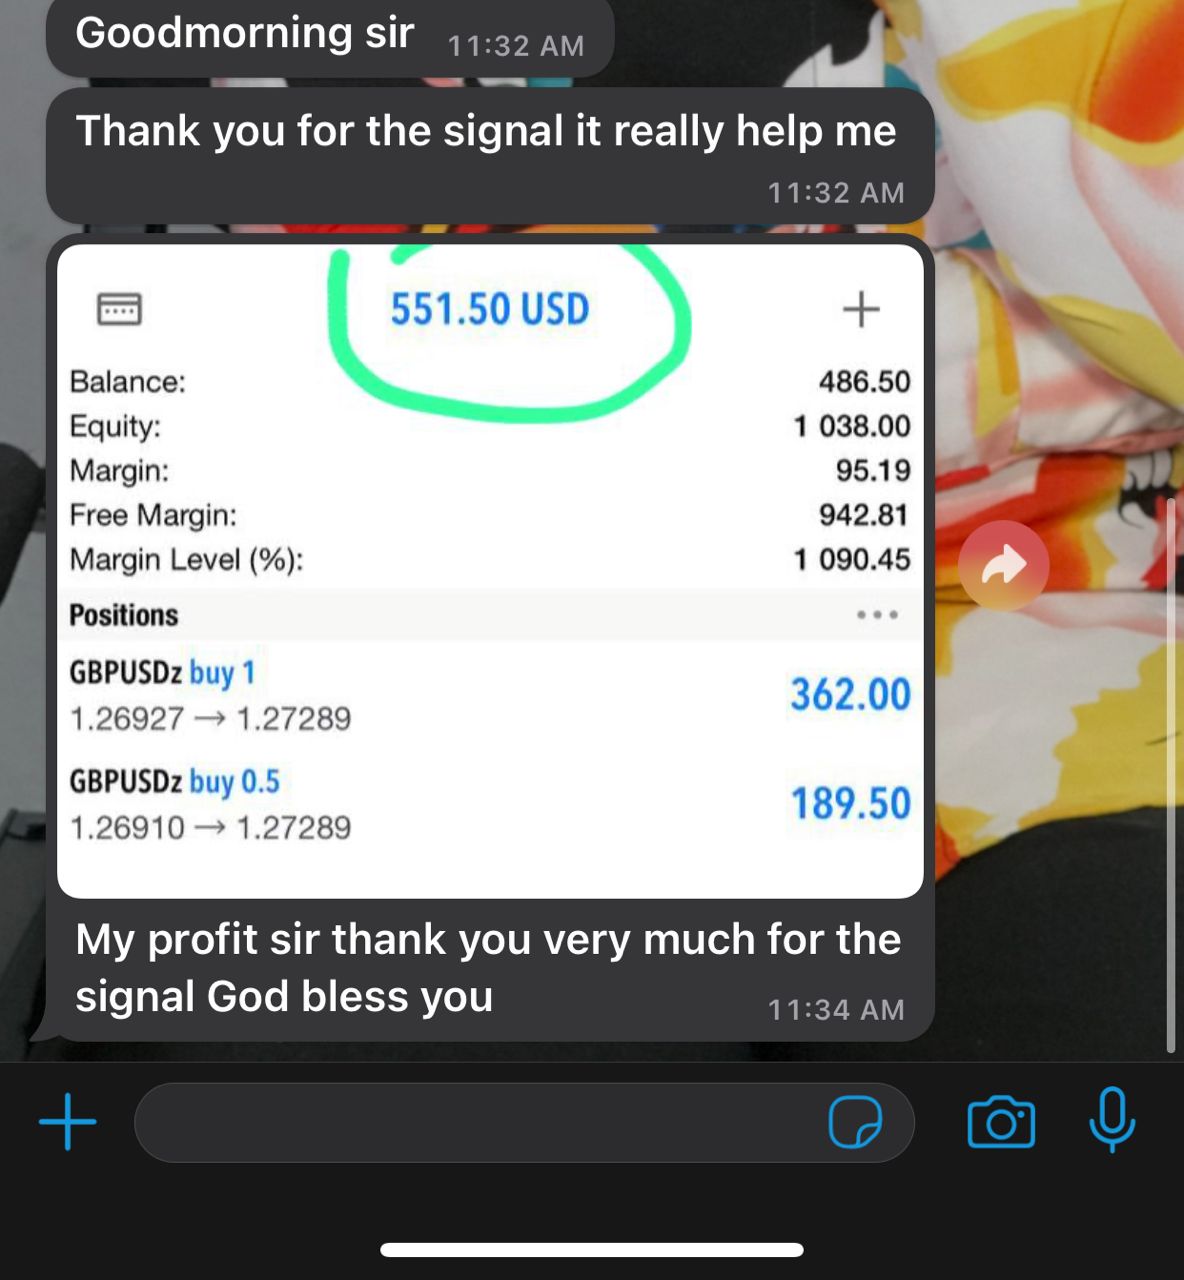 Goodmorning sir 11:32 AM
Thank you for the signal it really help me
11:32 AM
551.50 USD
Balance: 486.50
Equity: 1 038.00
Margin: 95.19
Free Margin: 942.81
Margin Level (%): 1 090.45
Positions
GBPUSDz buy 1 362.00
1.26927 → 1.27289
GBPUSDz buy 0.5 189.50
1.26910 → 1.27289
My profit sir thank you very much for the
signal God bless you 11:34 AM